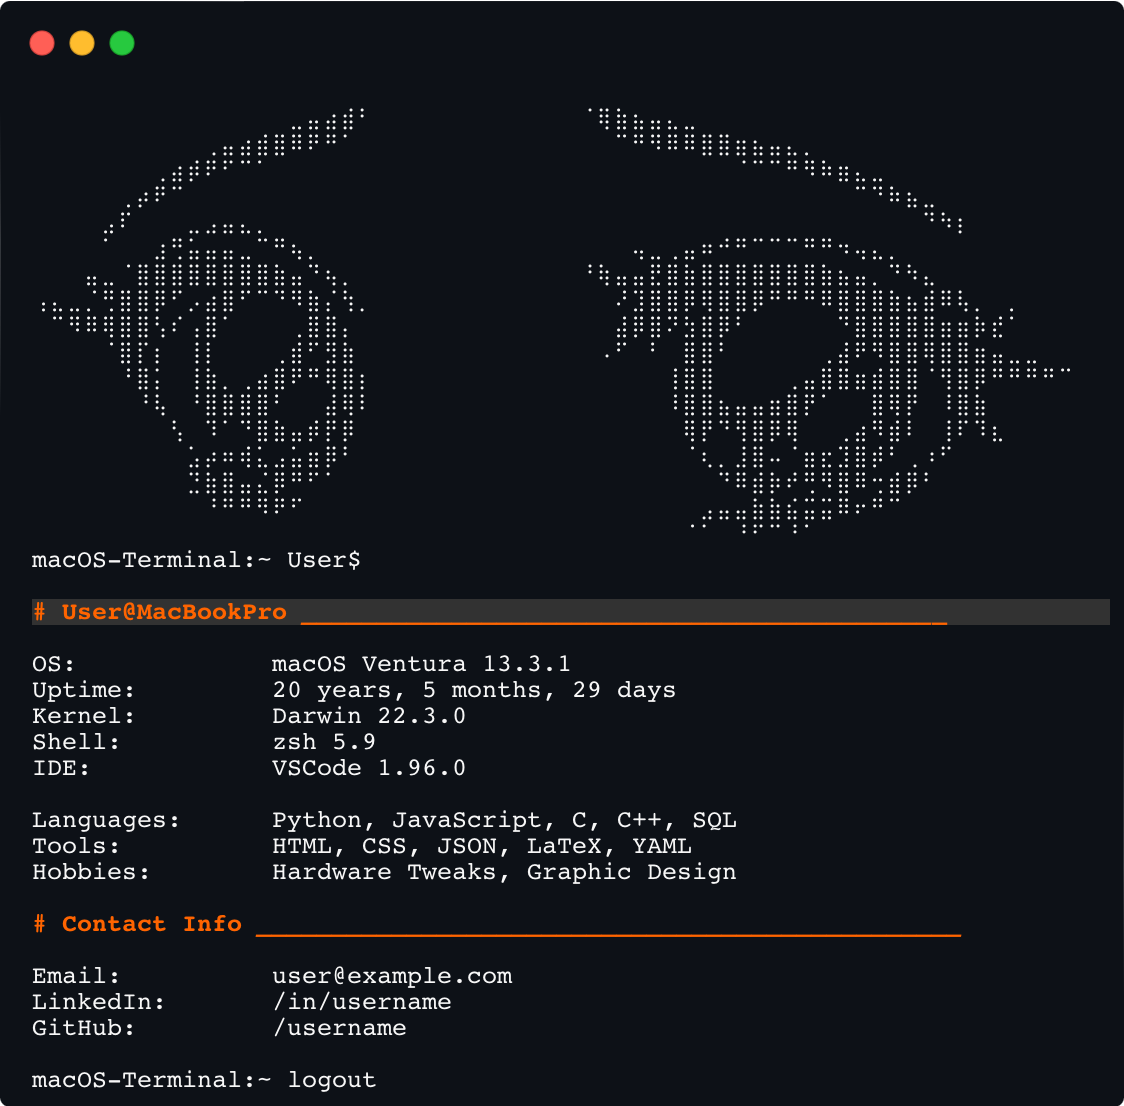 macOS-Terminal:~ User$
# User@MacBookPro ___________________________________________
OS: macOS Ventura 13.3.1
Uptime: 20 years, 5 months, 29 days
Kernel: Darwin 22.3.0
Shell: zsh 5.9
IDE: VSCode 1.96.0
Languages: Python, JavaScript, C, C++, SQL
Tools: HTML, CSS, JSON, LaTeX, YAML
Hobbies: Hardware Tweaks, Graphic Design
# Contact Info _______________________________________________
Email: user@example.com
LinkedIn: /in/username
GitHub: /username
macOS-Terminal:~ logout